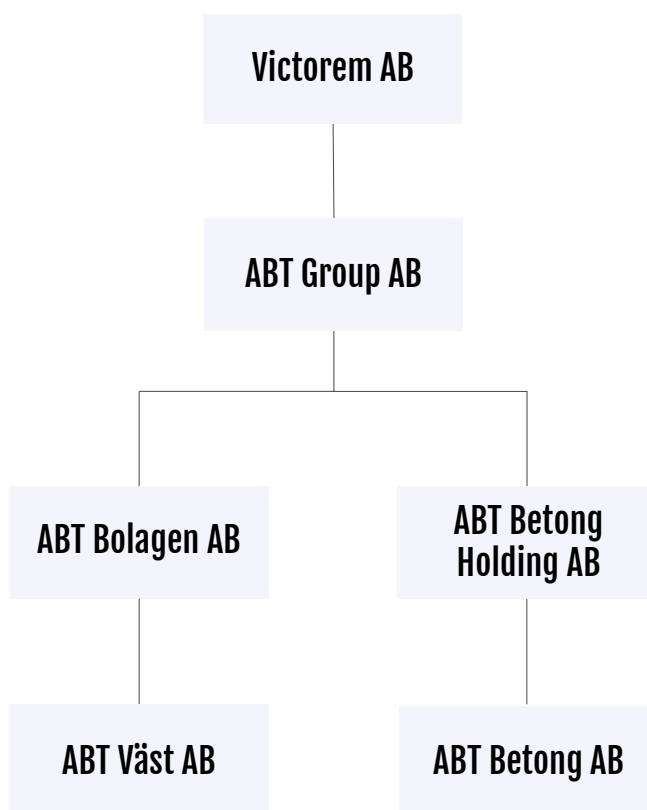 Victorem AB
ABT Group AB
ABT Bolagen AB
ABT Betong
Holding AB
ABT Väst AB
ABT Betong AB